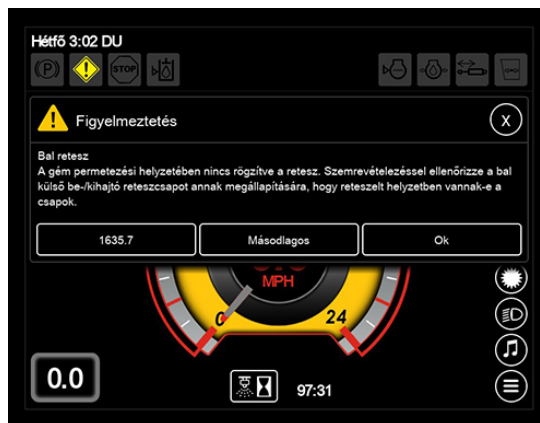 Hétfő 3:02 DU
P
!
STOP
Figyelmeztetés
X
Bal retesz
A gém permetezési helyzetében nincs rögzítve a retesz. Szemrevételezéssel ellenőrizze a bal
külső be-/kihajtó reteszcsapot annak megállapítására, hogy reteszelt helyzetben vannak-e a
csapok.
1635.7 Másodlagos Ok
MPH
0 24
0.0
97:31